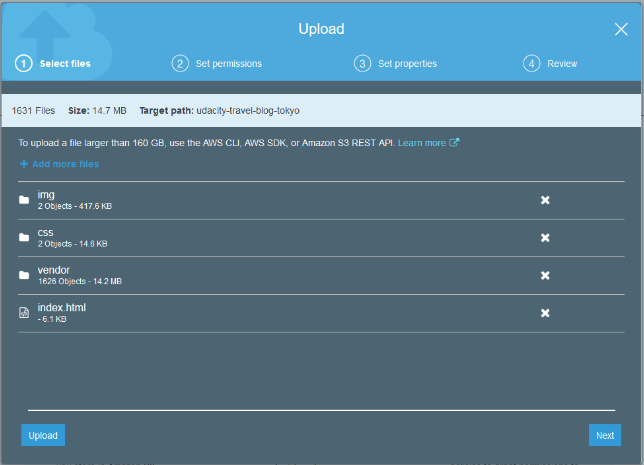 Upload
1 Select files 2 Set permissions 3 Set properties 4 Review
1631 Files Size: 14.7 MB Target path: udacity-travel-blog-tokyo
To upload a file larger than 160 GB, use the AWS CLI, AWS SDK, or Amazon S3 REST API. Learn more
+ Add more files
img
2 Objects - 417.6 KB
css
2 Objects - 14.6 KB
vendor
1626 Objects - 14.2 MB
index.html
- 6.1 KB
Upload Next